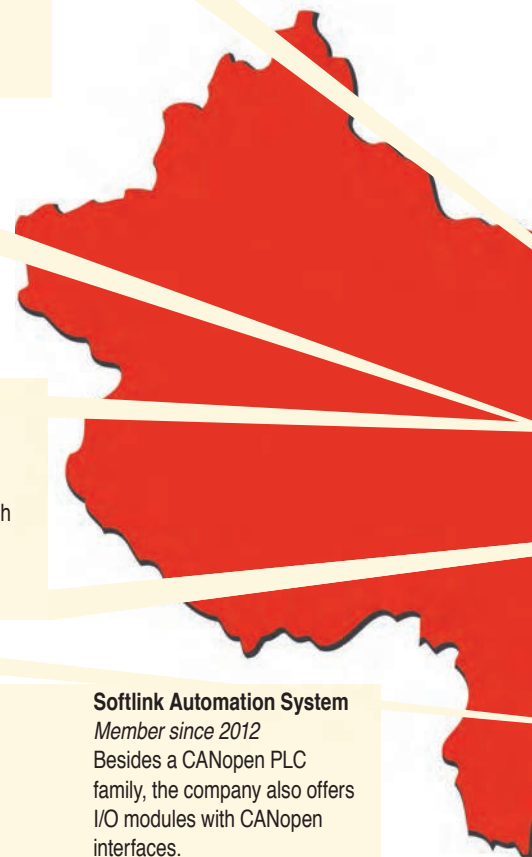 h
Softlink Automation System
Member since 2012
Besides a CANopen PLC
family, the company also offers
I/O modules with CANopen
interfaces.